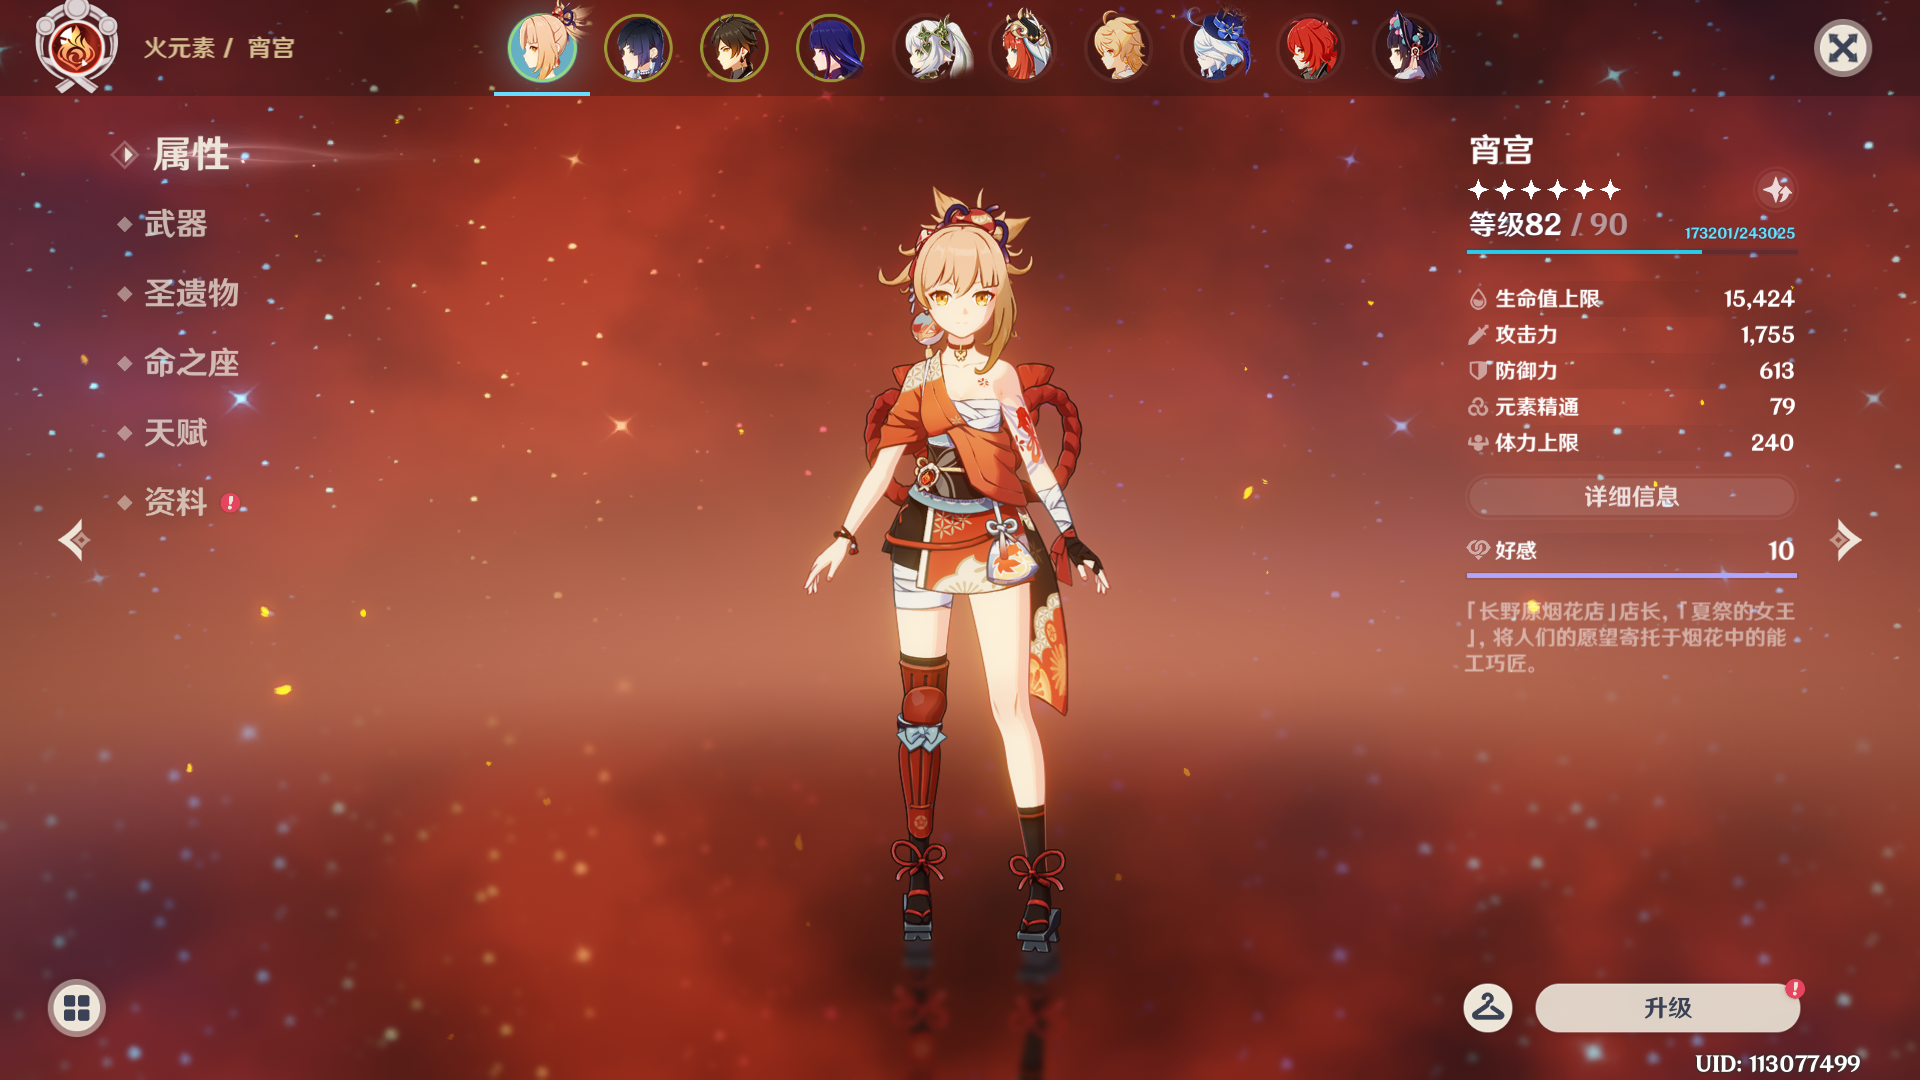 火元素 / 宵宫
属性
武器
圣遗物
命之座
天赋
资料
宵宫
等级82 / 90
173201/243025
生命值上限 15,424
攻击力 1,755
防御力 613
元素精通 79
体力上限 240
详细信息
好感 10
「长野原烟花店」店长，「夏祭的女王
」，将人们的愿望寄托于烟花中的能
工巧匠。
升级
UID: 113077499